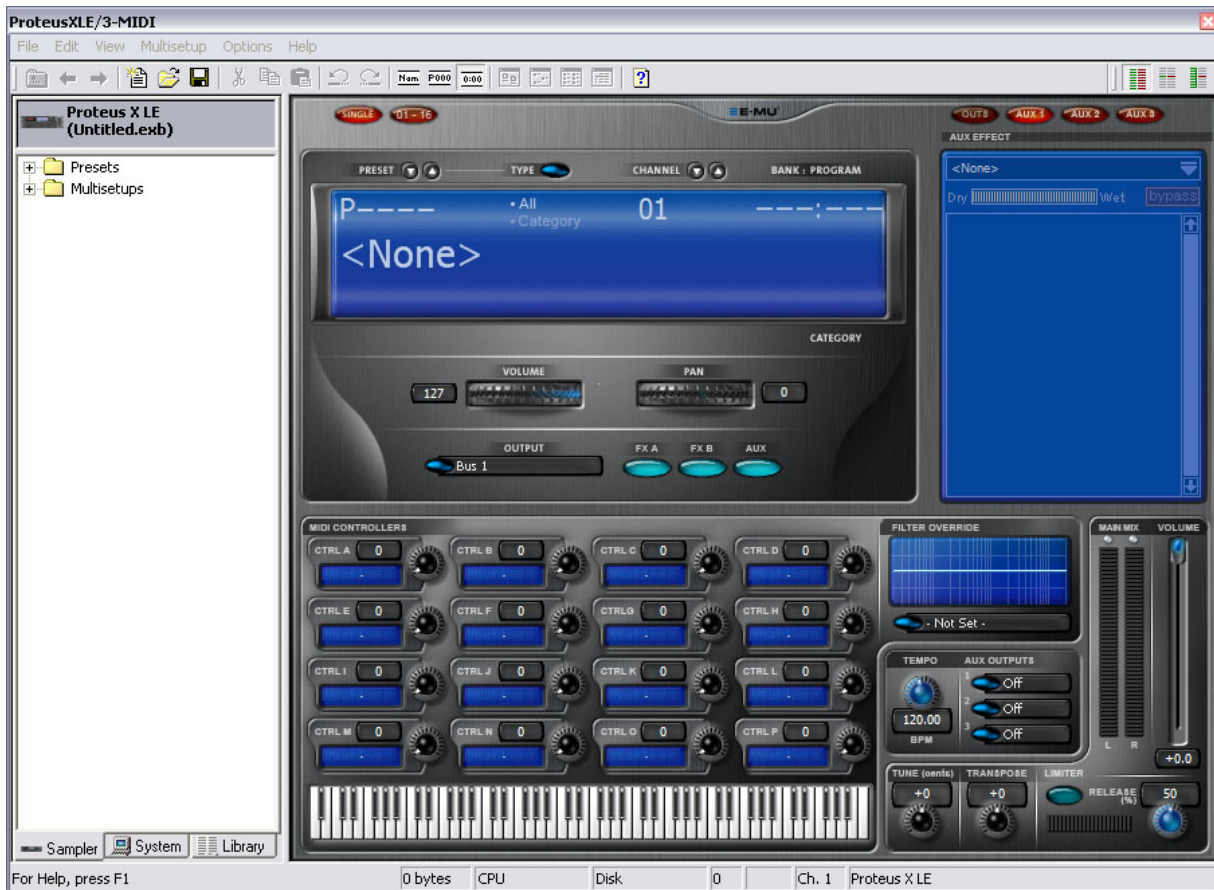 ProteusXLE/3-MIDI
File Edit View Multisetup Options Help
Nam P000 0:00
Proteus X LE
(Untitled.exb)
Presets
Multisetups
SINGLE 01 - 16
E-MU
OUTS AUX 1 AUX 2 AUX 3
AUX EFFECT
PRESET TYPE CHANNEL BANK : PROGRAM
P---- • All 01 ---:---
• Category
<None>
CATEGORY
<None>
Dry Wet bypass
VOLUME PAN
127 0
OUTPUT FX A FX B AUX
Bus 1
MIDI CONTROLLERS
CTRL A 0 CTRL B 0 CTRL C 0 CTRL D 0
- - - -
CTRL E 0 CTRL F 0 CTRLG 0 CTRL H 0
- - - -
CTRL I 0 CTRL J 0 CTRL K 0 CTRL L 0
- - - -
CTRL M 0 CTRL N 0 CTRL O 0 CTRL P 0
- - - -
FILTER OVERRIDE
- Not Set -
MAIN MIX VOLUME
TEMPO AUX OUTPUTS
1 Off
2 Off
3 Off
120.00
BPM
L R
+0.0
TUNE (cents) TRANSPOSE LIMITER
+0 +0 RELEASE (%) 50
Sampler System Library
For Help, press F1 0 bytes CPU Disk 0 Ch. 1 Proteus X LE